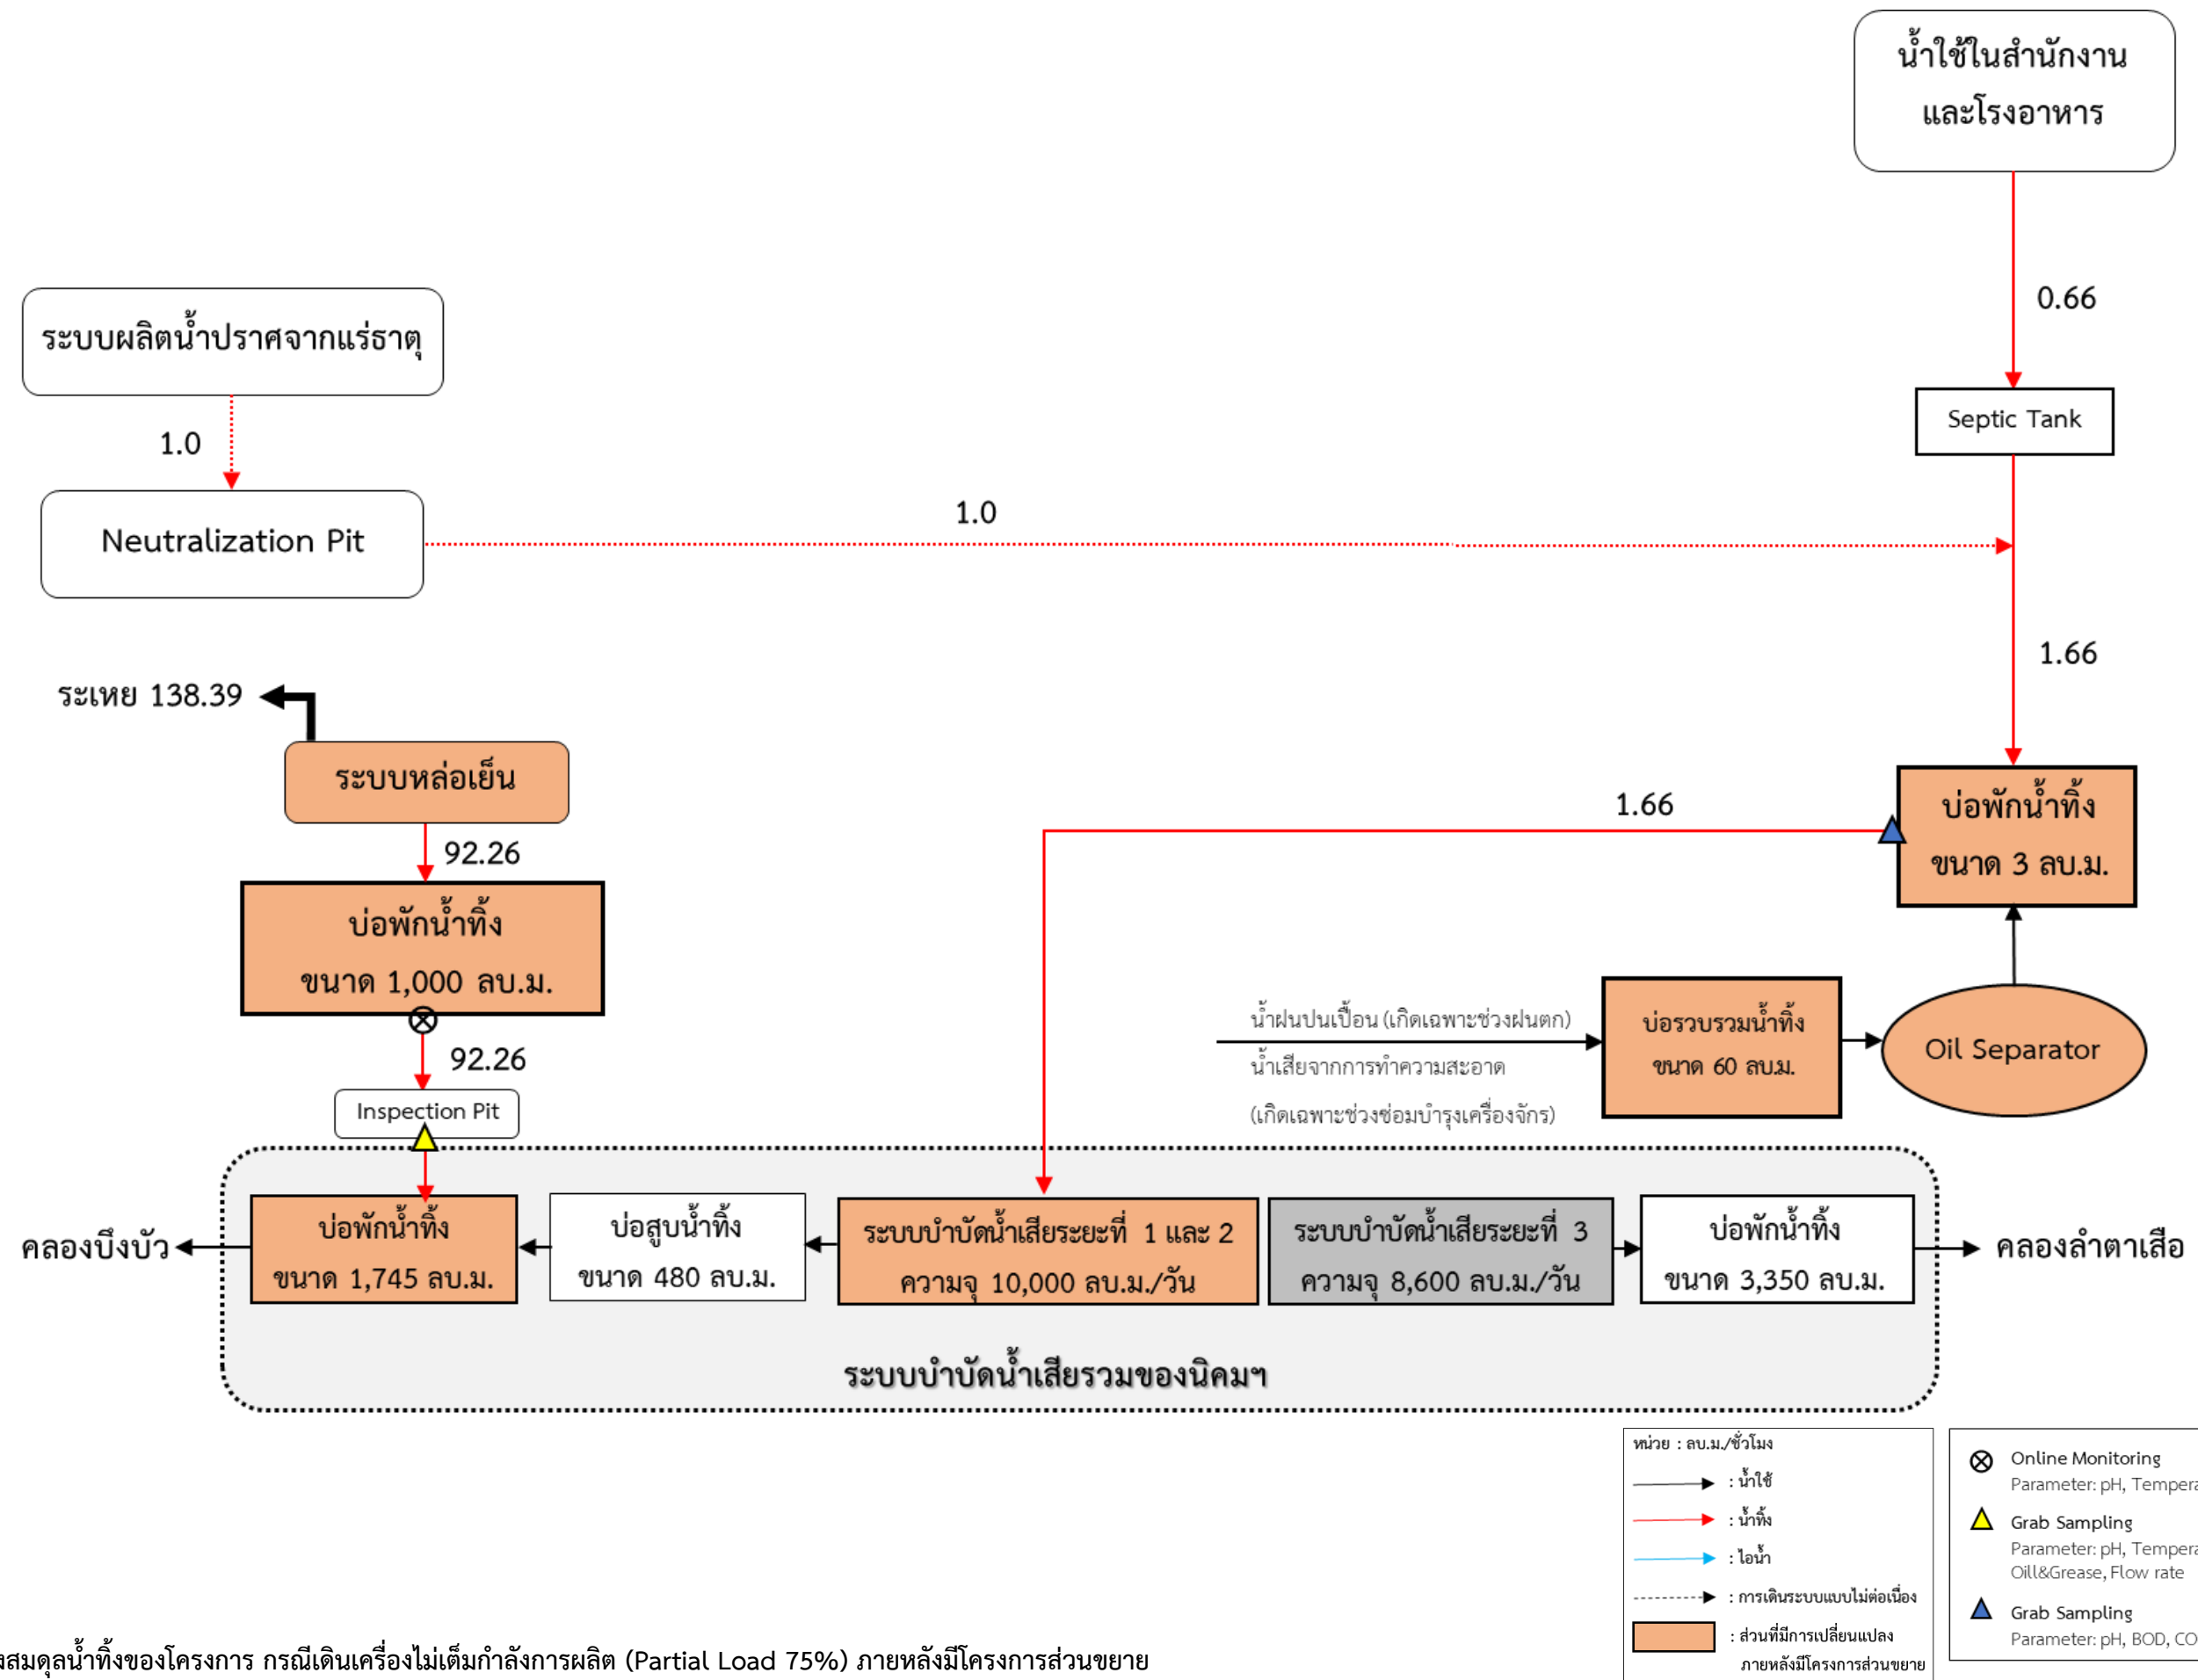 น้ำใช้ในสำนักงาน
และโรงอาหาร
0.66
ระบบผลิตน้ำปราศจากแร่ธาตุ
1.0
Septic Tank
Neutralization Pit
1.0
1.66
ระเหย 138.39
ระบบหล่อเย็น
92.26
บ่อพักน้ำทิ้ง
ขนาด 1,000 ลบ.ม.
92.26
Inspection Pit
1.66
บ่อพักน้ำทิ้ง
ขนาด 3 ลบ.ม.
น้ำฝนปนเปื้อน (เกิดเฉพาะช่วงฝนตก)
น้ำเสียจากการทำความสะอาด
(เกิดเฉพาะช่วงซ่อมบำรุงเครื่องจักร)
บ่อรวบรวมน้ำทิ้ง
ขนาด 60 ลบ.ม.
Oil Separator
คลองบึงบัว
บ่อพักน้ำทิ้ง
ขนาด 1,745 ลบ.ม.
บ่อสูบน้ำทิ้ง
ขนาด 480 ลบ.ม.
ระบบบำบัดน้ำเสียระยะที่ 1 และ 2
ความจุ 10,000 ลบ.ม./วัน
ระบบบำบัดน้ำเสียระยะที่ 3
ความจุ 8,600 ลบ.ม./วัน
บ่อพักน้ำทิ้ง
ขนาด 3,350 ลบ.ม.
คลองลำตาเสือ
ระบบบำบัดน้ำเสียรวมของนิคมฯ
หน่วย : ลบ.ม./ชั่วโมง
: น้ำใช้
: น้ำทิ้ง
: ไอน้ำ
: การเดินระบบแบบไม่ต่อเนื่อง
: ส่วนที่มีการเปลี่ยนแปลง
ภายหลังมีโครงการส่วนขยาย
Online Monitoring
Parameter: pH,
Grab Sampling
Parameter: pH,
Oill&Grease, Flow rate
Grab Sampling
Parameter: pH, BOD,
สมดุลน้ำทิ้งของโครงการ กรณีเดินเครื่องไม่เต็มกำลังการผลิต (Partial Load 75%) ภายหลังมีโครงการส่วนขยาย